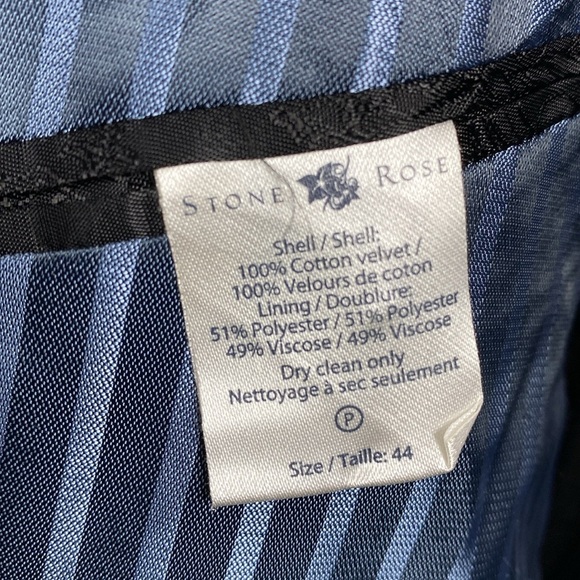 STONE ROSE
Shell / Shell:
100% Cotton velvet /
100% Velours de coton
Lining / Doublure:
51% Polyester / 51% Polyester
49% Viscose / 49% Viscose
Dry clean only
Nettoyage à sec seulement
P
Size / Taille: 44